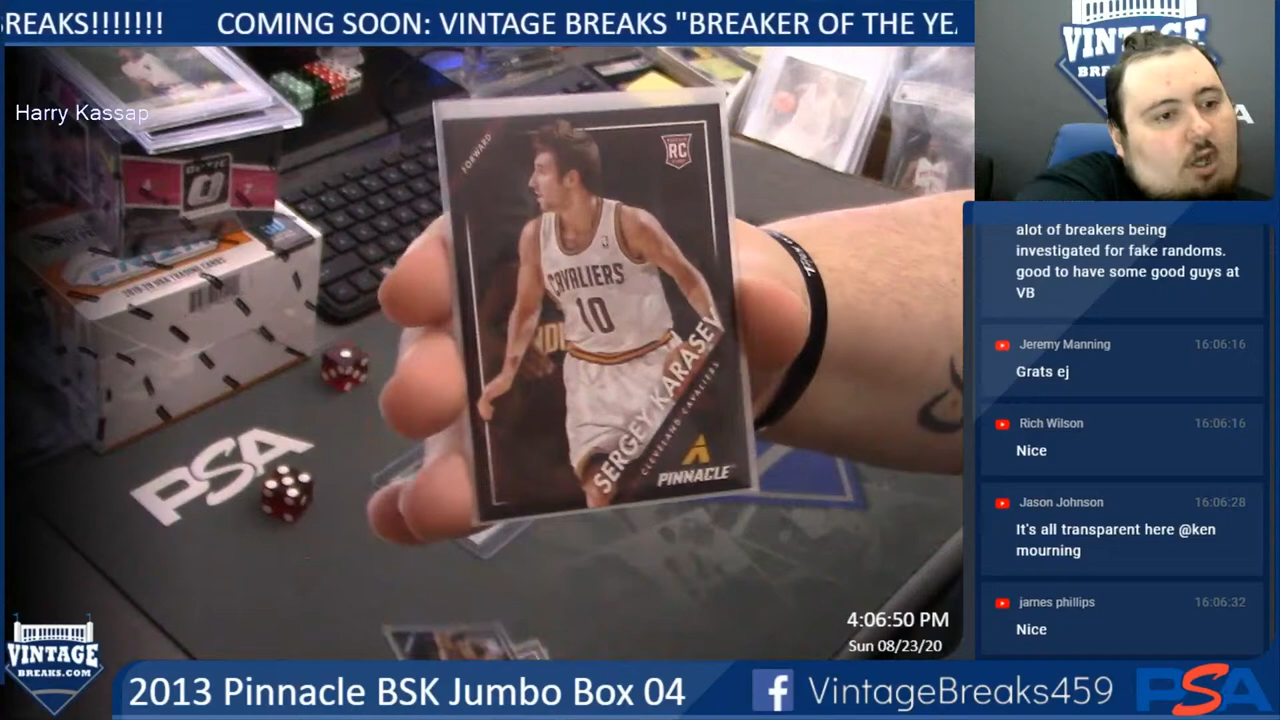 REAKS!!!!!!! COMING SOON: VINTAGE BREAKS "BREAKER OF THE YEA
Harry Kassap
FORWARD
RC
CAVALIERS
10
SERGEY KARASEV
CLEVELAND CAVALIERS
PINNACLE
PSA
VINTAGE
alot of breakers being
investigated for fake randoms.
good to have some good guys at
VB
Jeremy Manning 16:06:16
Grats ej
Rich Wilson 16:06:16
Nice
Jason Johnson 16:06:28
It's all transparent here @ken
mourning
james phillips 16:06:32
Nice
4:06:50 PM
Sun 08/23/20
VINTAGE
BREAKS.COM
2013 Pinnacle BSK Jumbo Box 04
f VintageBreaks459
PSA